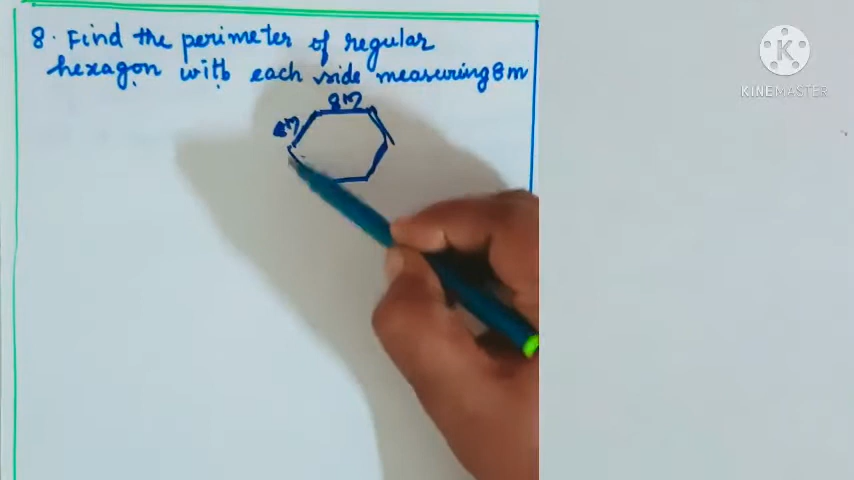 8. Find the perimeter of regular
hexagon with each side measuring 8m
8m
8m
KINEMASTER